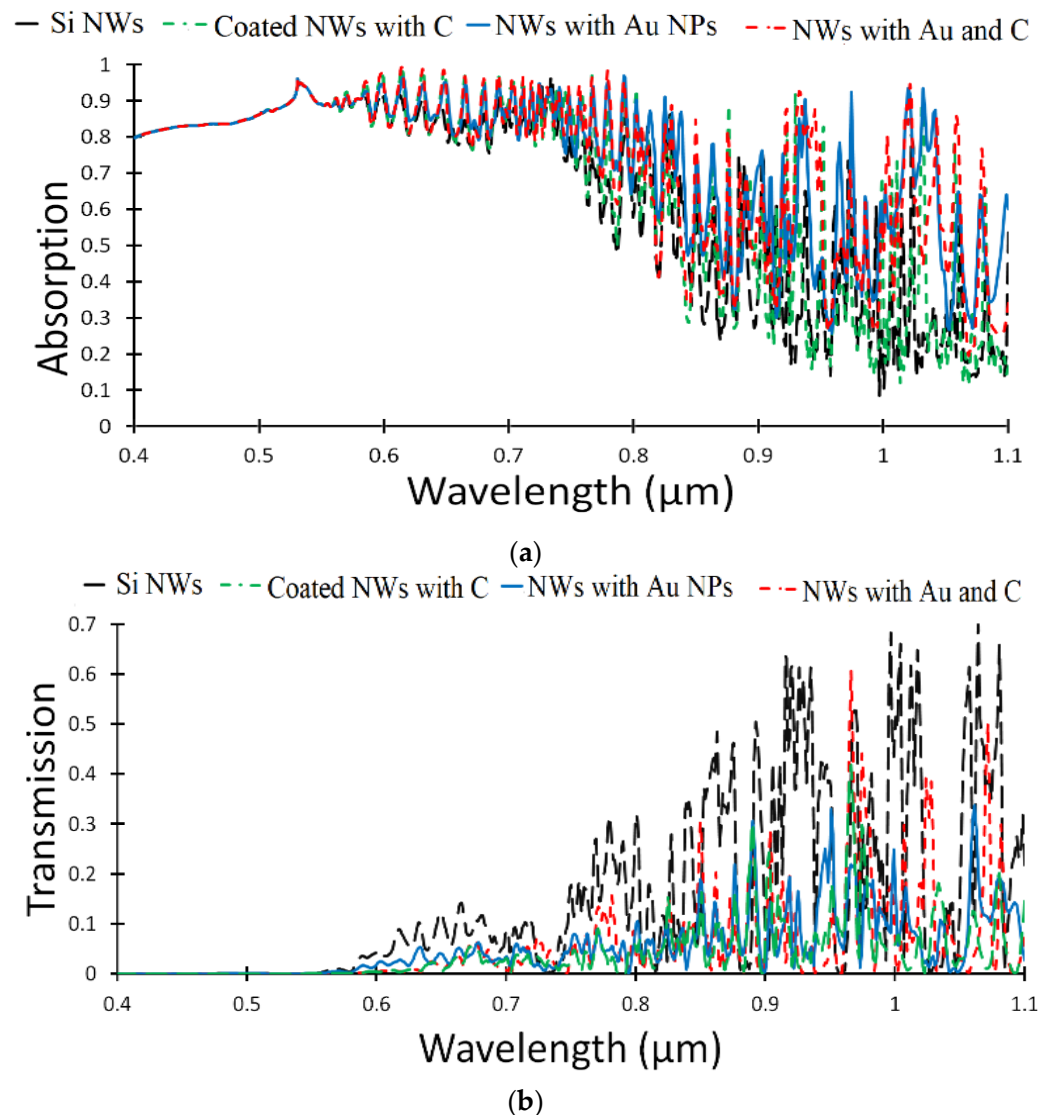 Si NWs Coated NWs with C NWs with Au NPs NWs with Au and C
1
0.9
0.8
0.7
0.6
0.5
0.4
0.3
0.2
0.1
0
Absorption
0.4 0.5 0.6 0.7 0.8 0.9 1 1.1
Wavelength (µm)
(a)
Si NWs Coated NWs with C NWs with Au NPs NWs with Au and C
0.7
0.6
0.5
0.4
0.3
0.2
0.1
0
Transmission
0.4 0.5 0.6 0.7 0.8 0.9 1 1.1
Wavelength (µm)
(b)